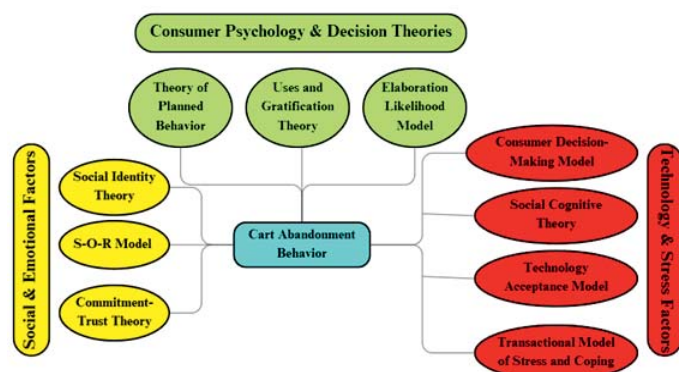 Consumer Psychology & Decision Theories
Theory of
Planned
Behavior
Uses and
Gratification
Theory
Elaboration
Likelihood
Model
Social & Emotional Factors
Social Identity
Theory
S-O-R Model
Commitment-
Trust Theory
Cart Abandonment
Behavior
Consumer Decision-
Making Model
Social Cognitive
Theory
Technology
Acceptance Model
Transactional Model
of Stress and Coping
Technology & Stress Factors